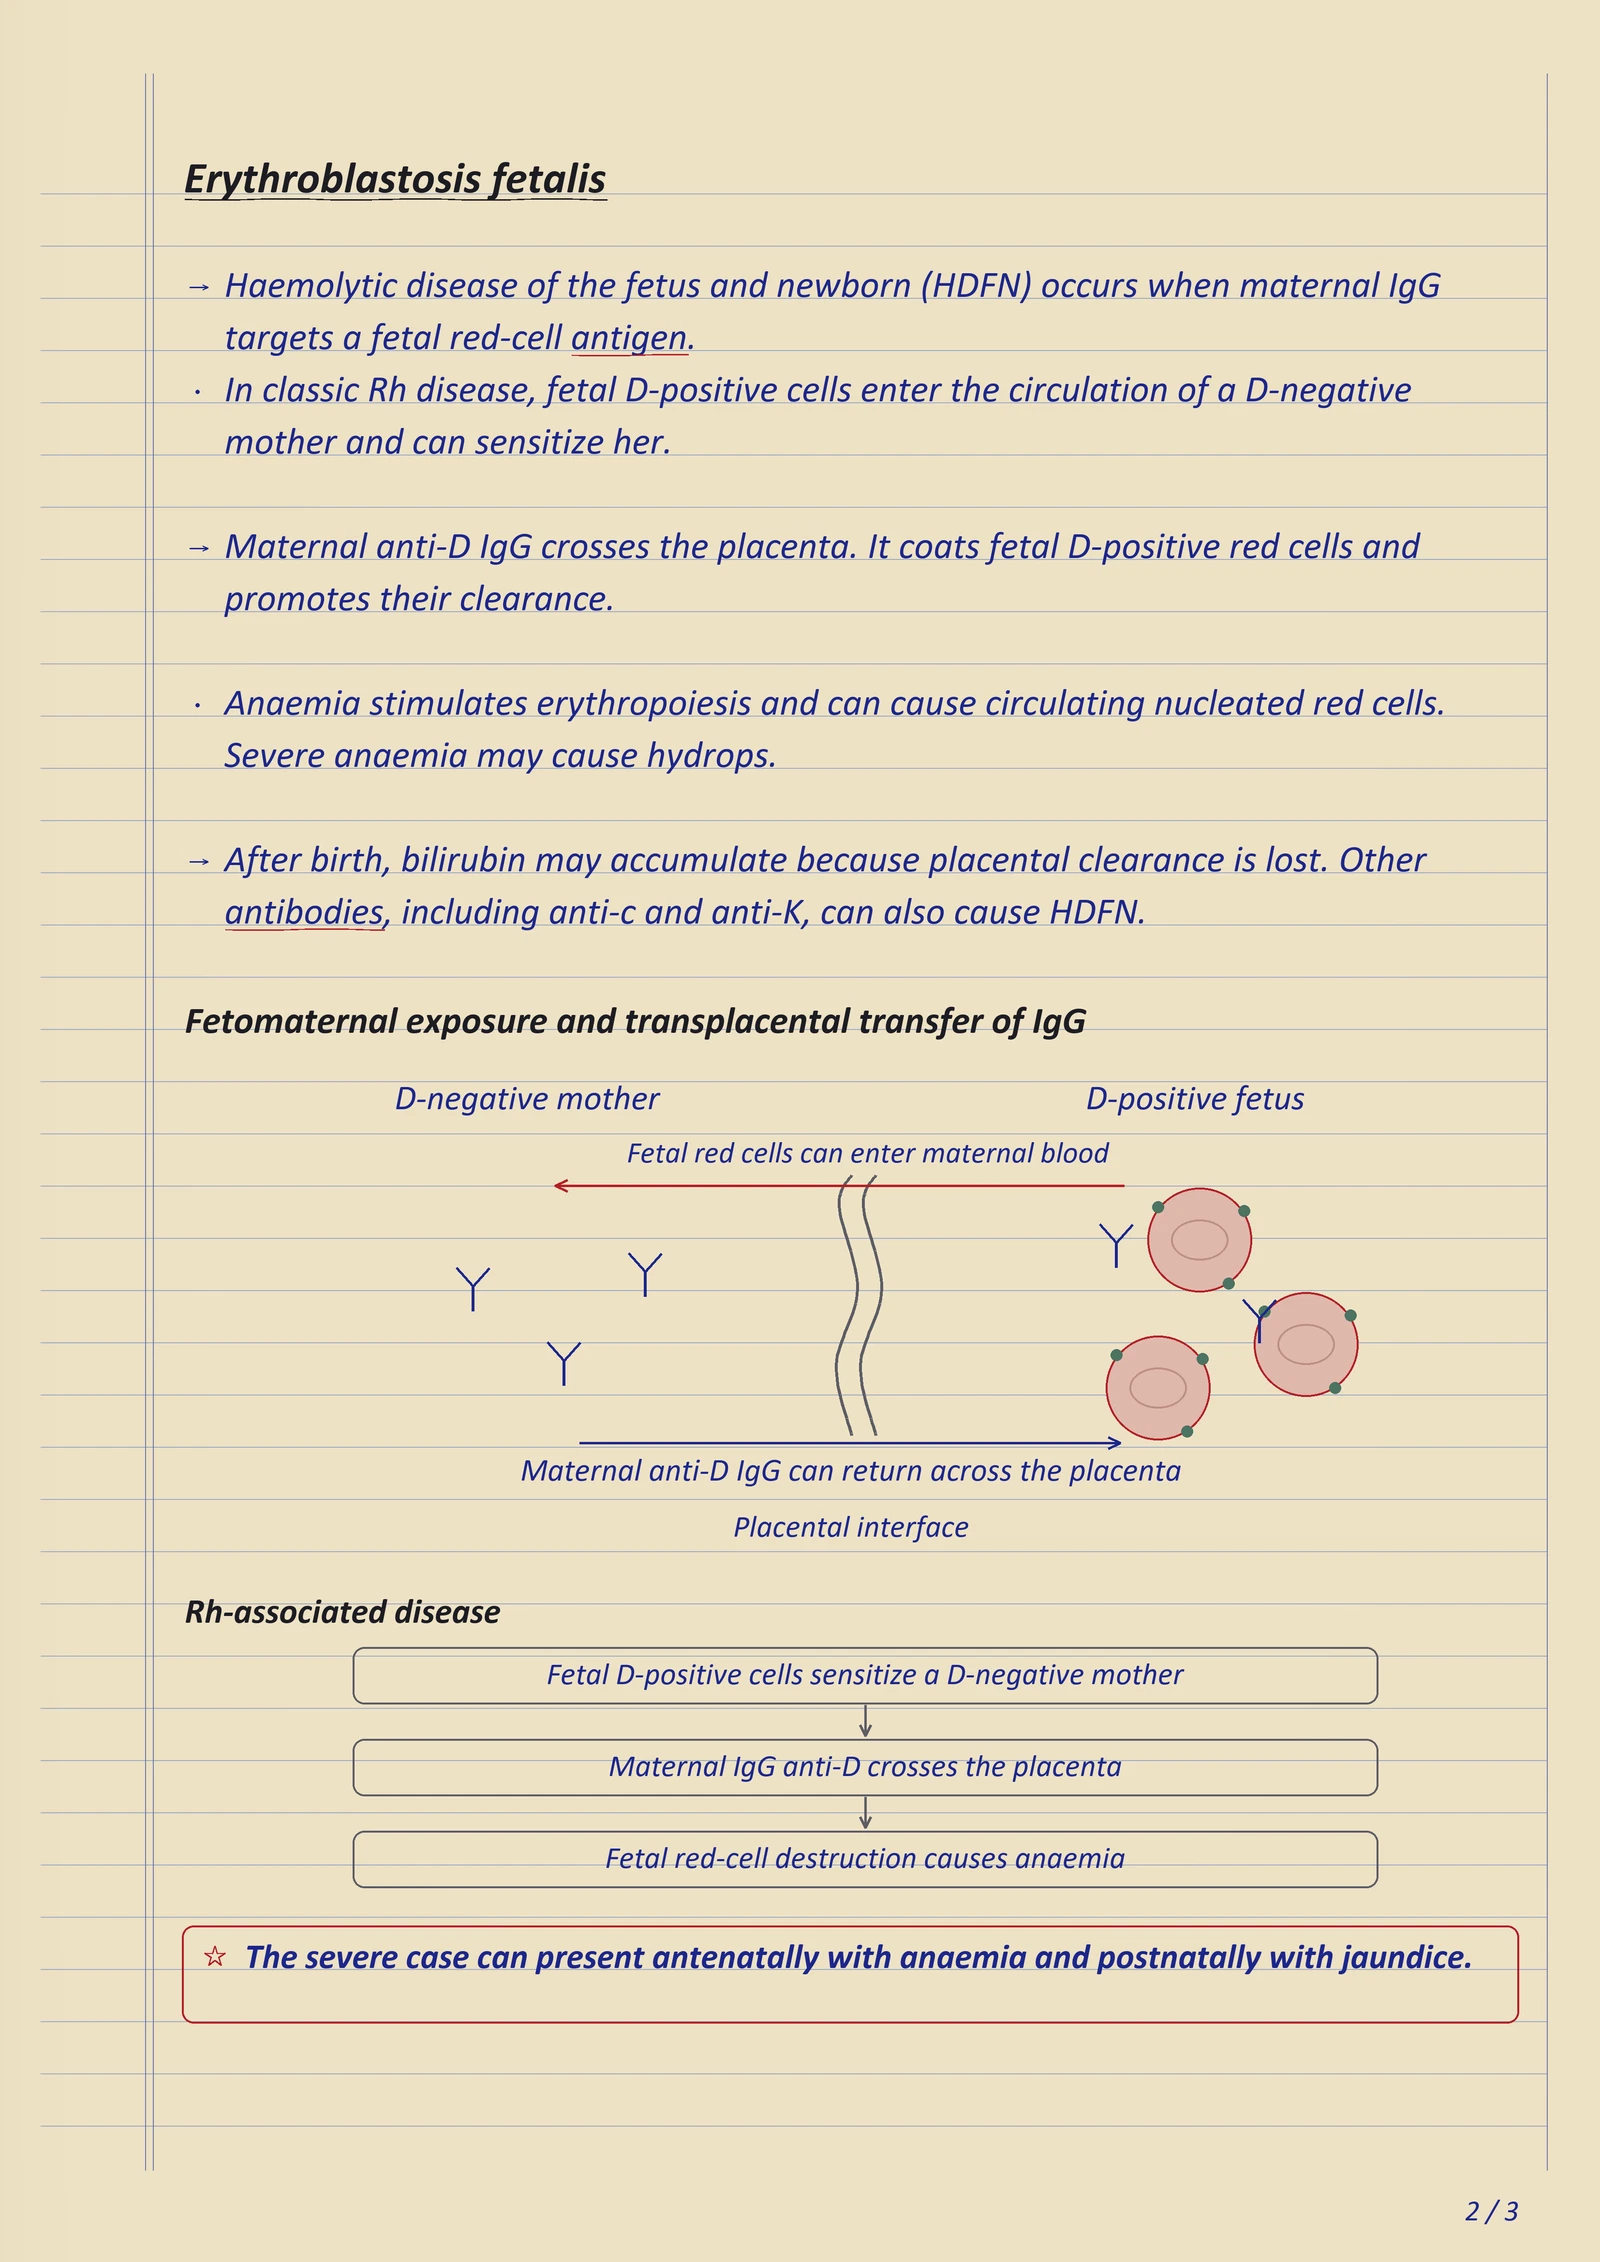 Erythroblastosis fetalis
→ Haemolytic disease of the fetus and newborn (HDFN) occurs when maternal IgG
targets a fetal red-cell antigen.
· In classic Rh disease, fetal D-positive cells enter the circulation of a D-negative
mother and can sensitize her.
→ Maternal anti-D IgG crosses the placenta. It coats fetal D-positive red cells and
promotes their clearance.
· Anaemia stimulates erythropoiesis and can cause circulating nucleated red cells.
Severe anaemia may cause hydrops.
→ After birth, bilirubin may accumulate because placental clearance is lost. Other
antibodies, including anti-c and anti-K, can also cause HDFN.
Fetomaternal exposure and transplacental transfer of IgG
D-negative mother
D-positive fetus
Fetal red cells can enter maternal blood
Maternal anti-D IgG can return across the placenta
Placental interface
Rh-associated disease
Fetal D-positive cells sensitize a D-negative mother
Maternal IgG anti-D crosses the placenta
Fetal red-cell destruction causes anaemia
☆ The severe case can present antenatally with anaemia and postnatally with jaundice.
2 / 3